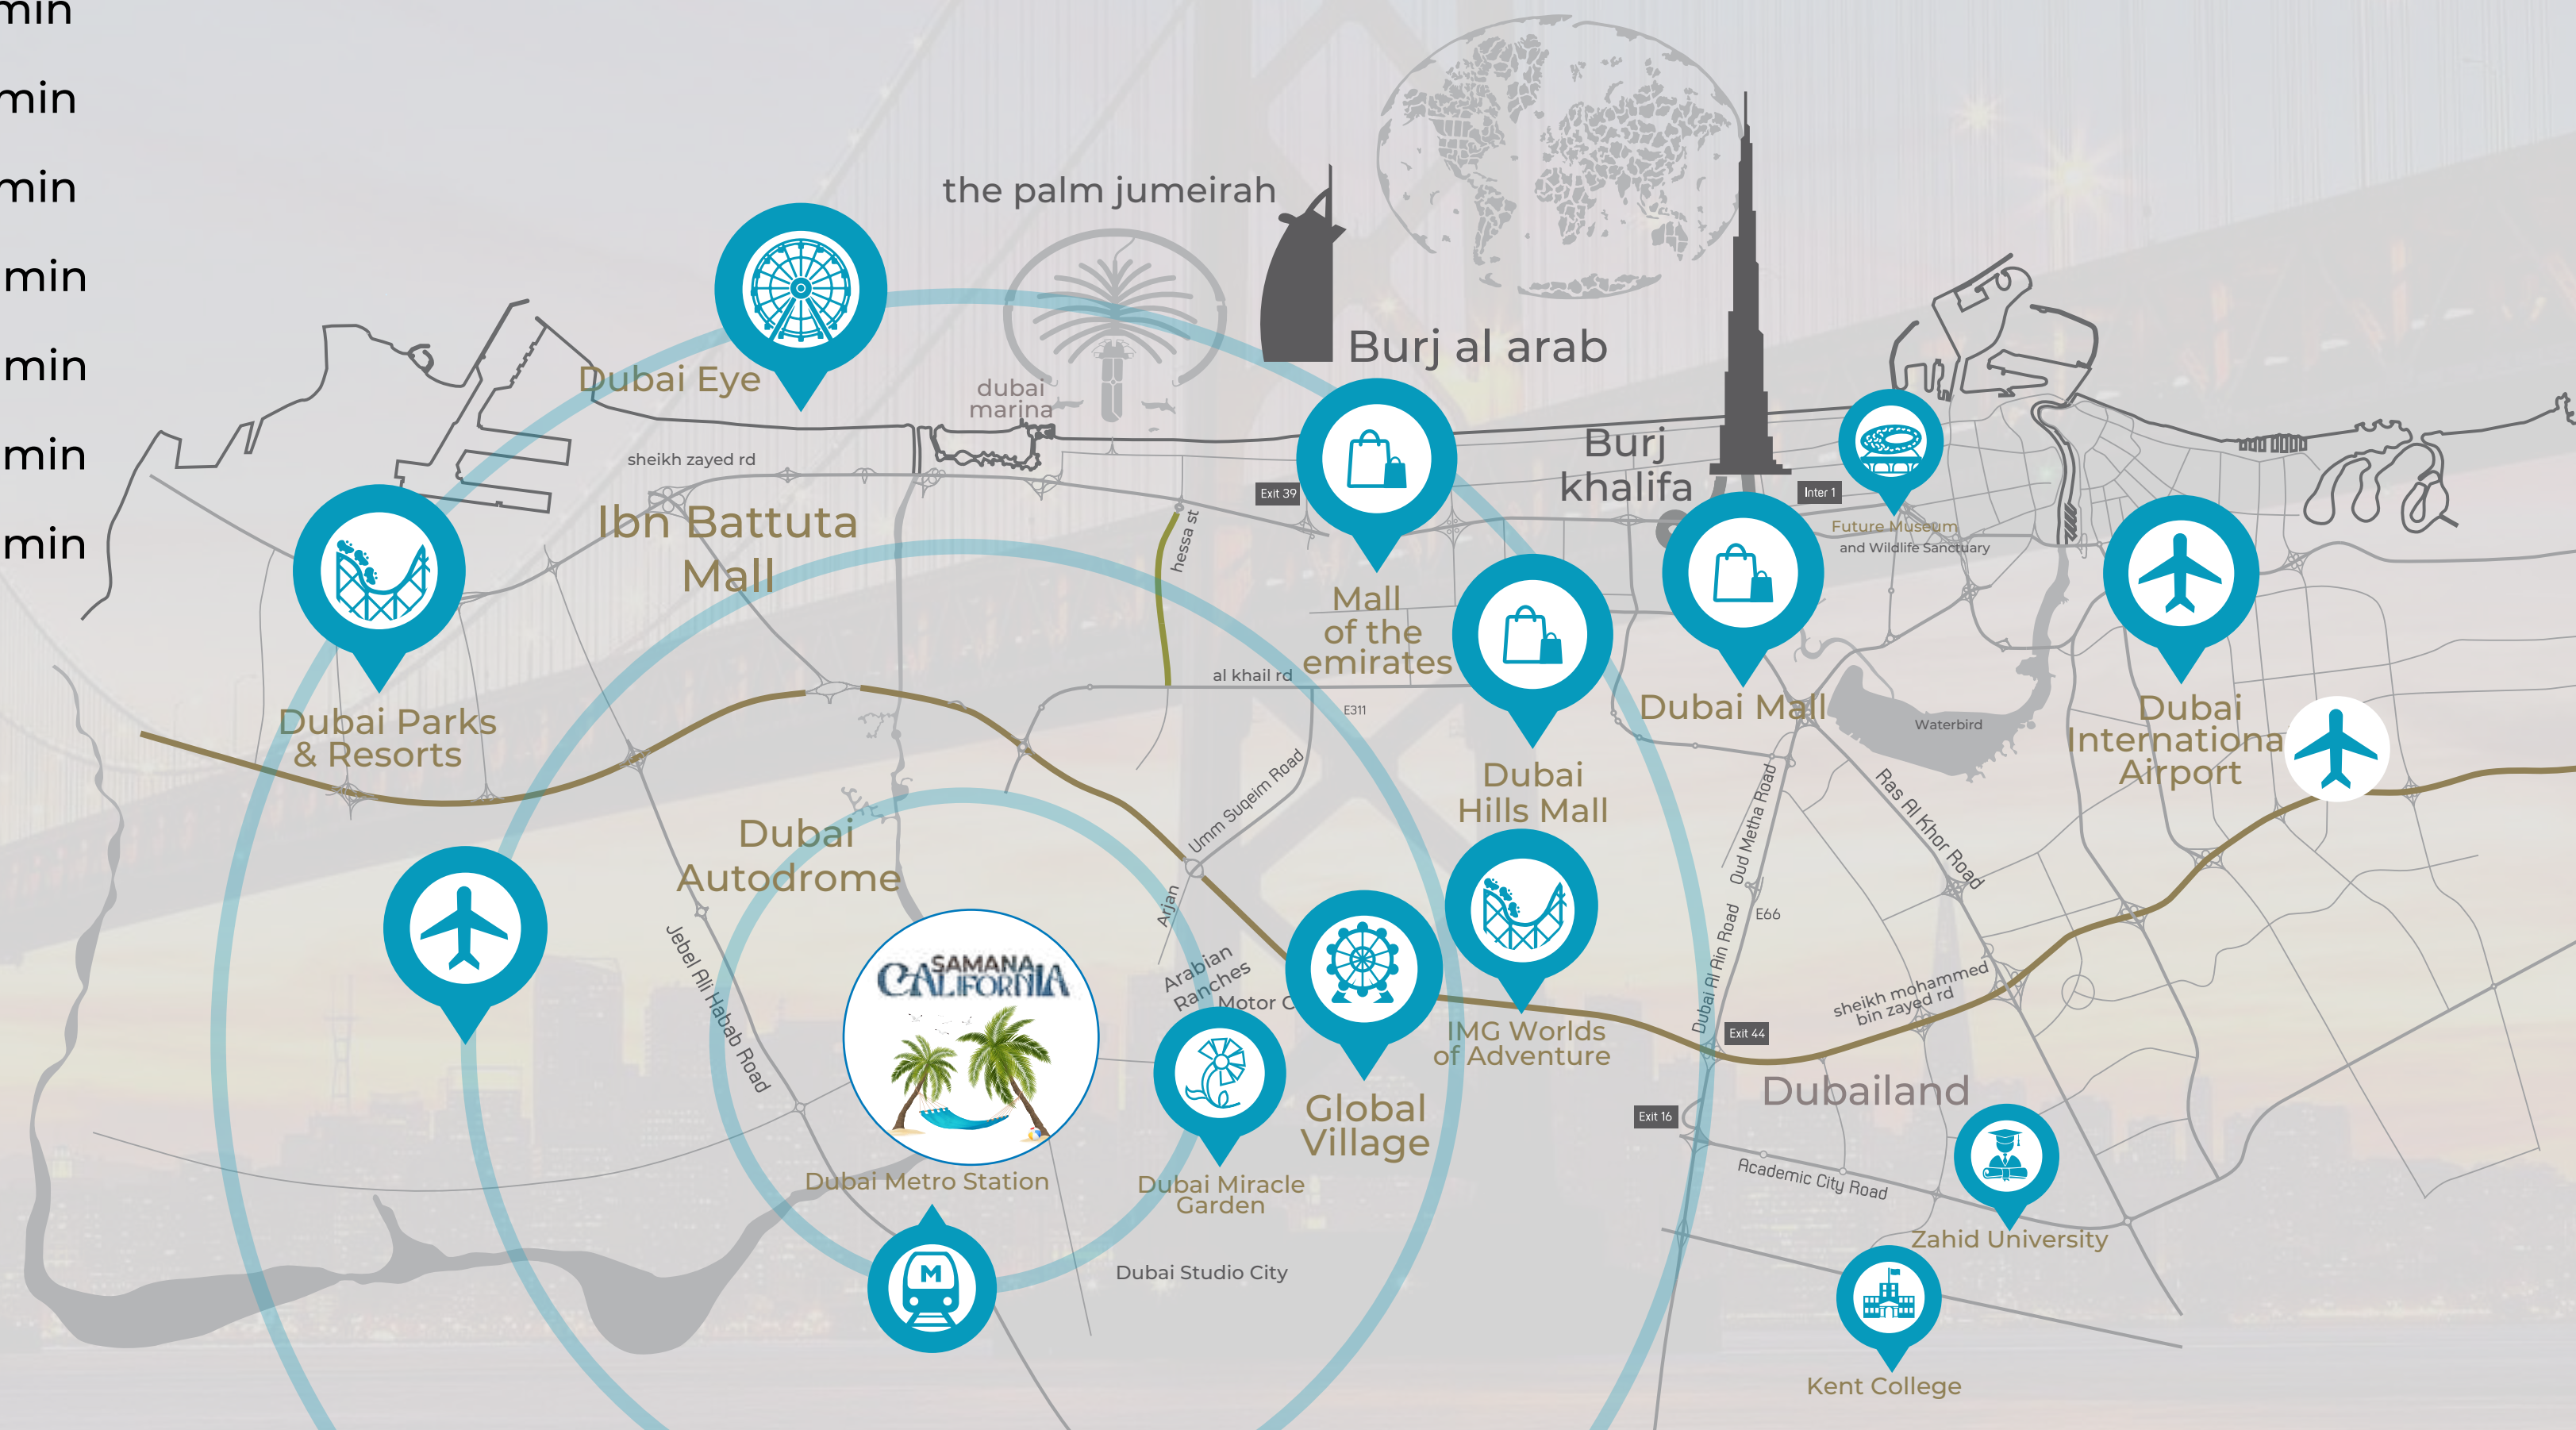 min
min
min
min
min
min
min
the palm jumeirah
Burj al arab
Dubai Eye
dubai
marina
Burj
khalifa
sheikh zayed rd
Exit 39
Inter 1
Ibn Battuta
Mall
hessa st
Future Museum
and Wildlife Sanctuary
Mall
of the
emirates
al khail rd
E311
Dubai Mall
Waterbird
Dubai
Internationa
Airport
Dubai Parks
& Resorts
Dubai
Hills Mall
Umm Suqeim Road
Oud Metha Road
Ras Al Khor Road
Dubai
Autodrome
Arjan
E66
Jebel Ali Habab Road
SAMANA
CALIFORNIA
Arabian
Ranches
Motor C
Dubai Al Ain Road
sheikh mohammed
bin zayed rd
IMG Worlds
of Adventure
Exit 44
Dubailand
Global
Village
Exit 16
Academic City Road
Dubai Metro Station
Dubai Miracle
Garden
Zahid University
M
Dubai Studio City
Kent College